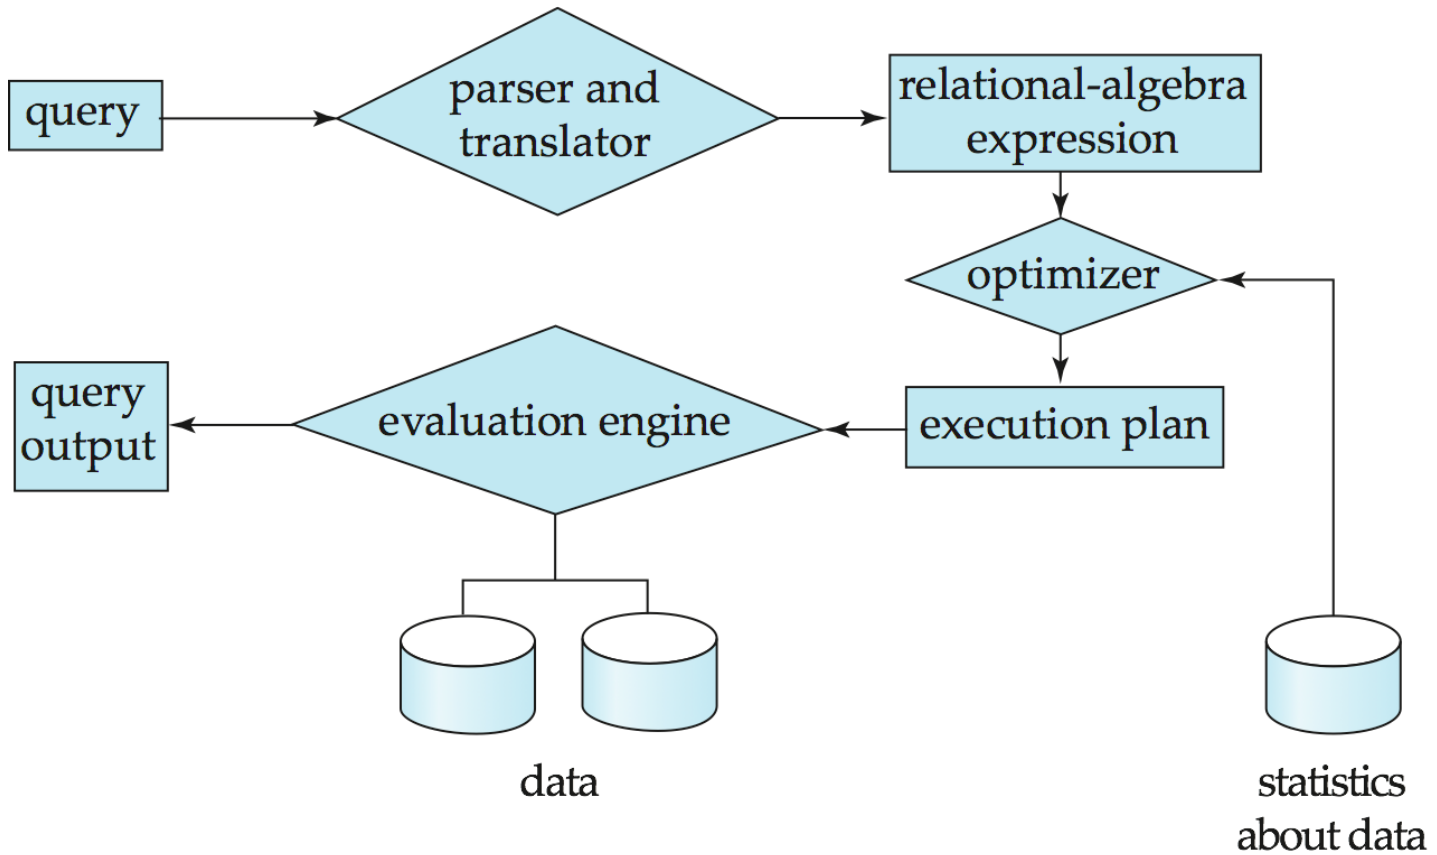 query
parser and
translator
relational-algebra
expression
optimizer
execution plan
evaluation engine
query
output
data
statistics
about data